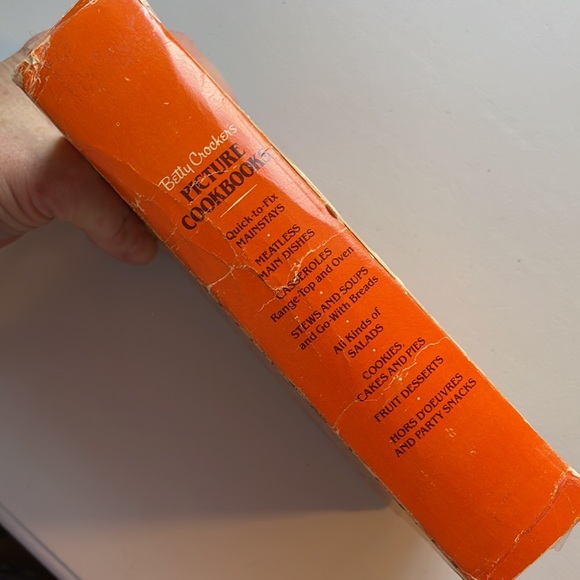 Betty Crocker's
PICTURE
COOKBOOKS
Quick-to-Fix
MAINSTAYS
MEATLESS
MAIN DISHES
CASSEROLES
Range-Top and Oven
STEWS AND SOUPS
and Go-With Breads
All Kinds of
SALADS
COOKIES,
CAKES AND PIES
FRUIT DESSERTS
HORS D'OEUVRES
AND PARTY SNACKS